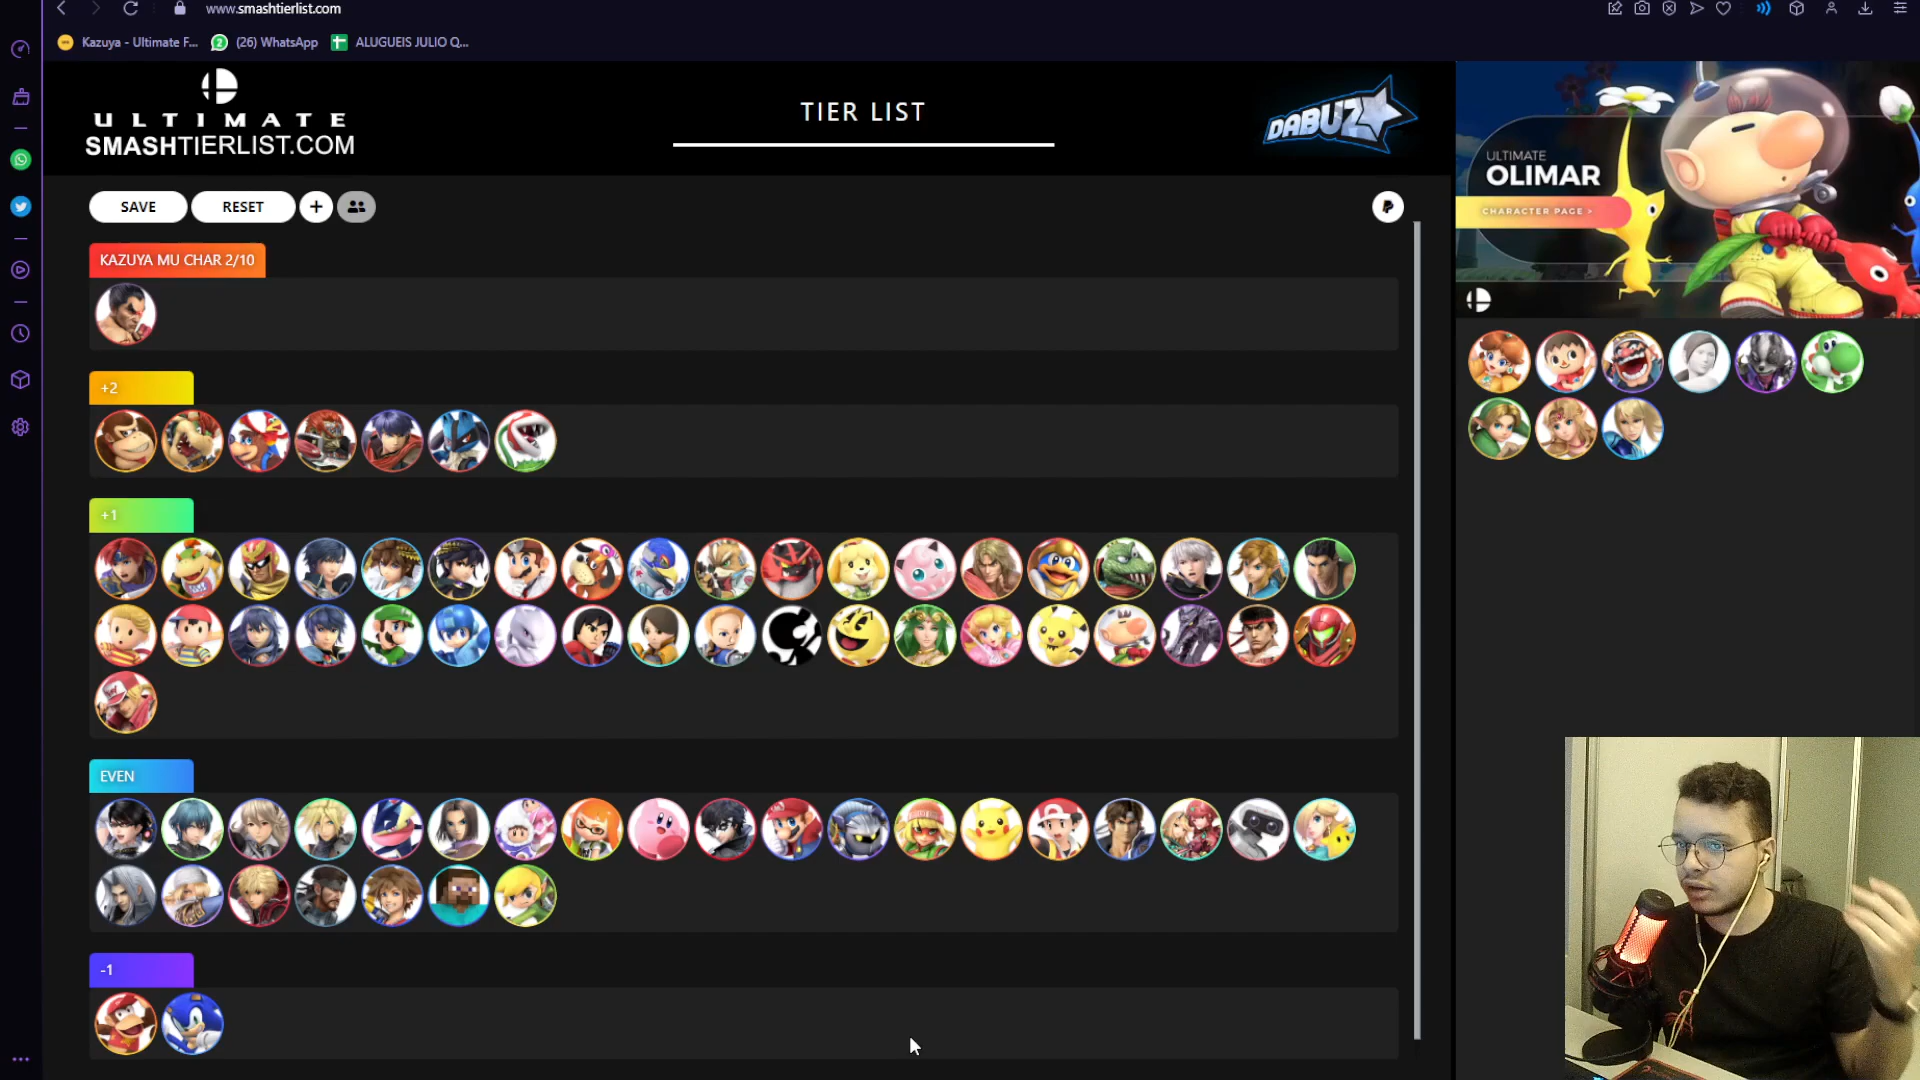 www.smashtierlist.com
Kazuya - Ultimate F...
2
(26) WhatsApp
ALUGUEIS JULIO Q...
ULTIMATE
SMASHTIERLIST.COM
TIER LIST
DABUZ
SAVE
RESET
+
KAZUYA MU CHAR 2/10
+2
+1
EVEN
-1
ULTIMATE
OLIMAR
CHARACTER PAGE >